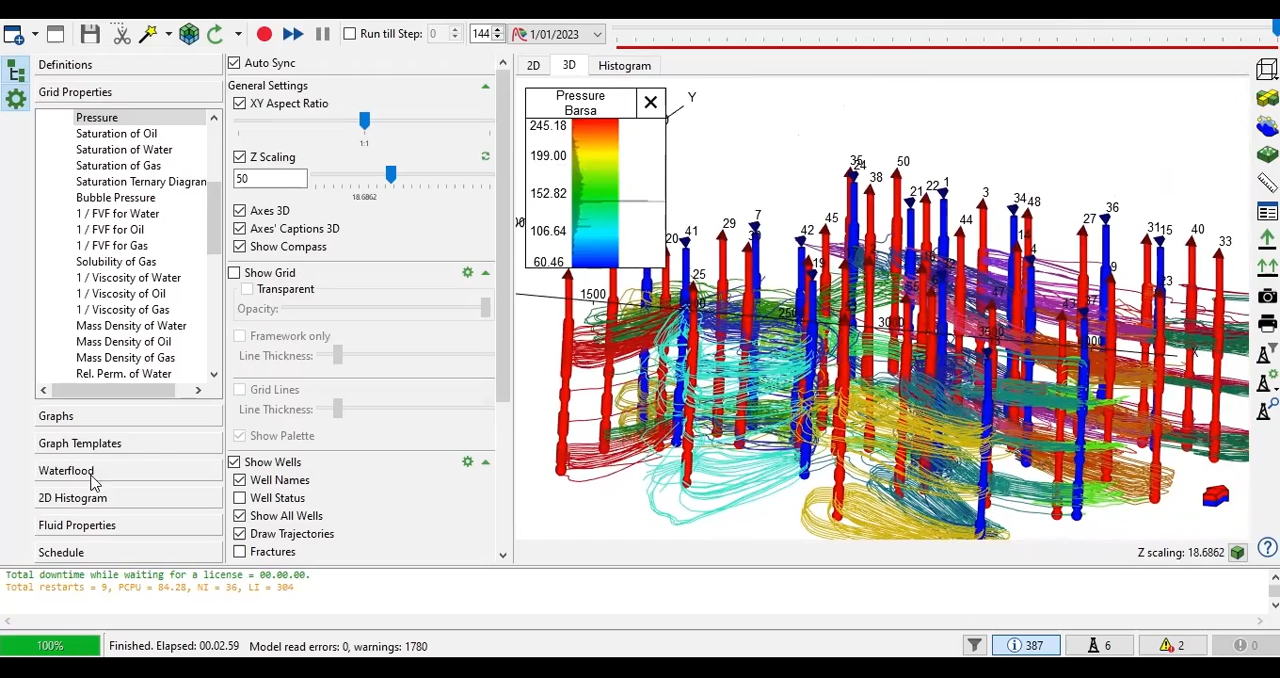 Run till Step:
0
144
1/01/2023
Definitions
Grid Properties
Pressure
Saturation of Oil
Saturation of Water
Saturation of Gas
Saturation Ternary Diagran
Bubble Pressure
1 / FVF for Water
1 / FVF for Oil
1 / FVF for Gas
Solubility of Gas
1 / Viscosity of Water
1 / Viscosity of Oil
1 / Viscosity of Gas
Mass Density of Water
Mass Density of Oil
Mass Density of Gas
Rel. Perm. of Water
Graphs
Graph Templates
Waterflood
2D Histogram
Fluid Properties
Schedule
Auto Sync
General Settings
XY Aspect Ratio
1:1
Z Scaling
50
18.6862
Axes 3D
Axes' Captions 3D
Show Compass
Show Grid
Transparent
Opacity:
Framework only
Line Thickness:
Grid Lines
Line Thickness:
Show Palette
Show Wells
Well Names
Well Status
Show All Wells
Draw Trajectories
Fractures
2D
3D
Histogram
Pressure
Barsa
245.18
199.00
152.82
106.64
60.46
Y
35
24
50
38
1
22
21
3
34
48
44
45
7
29
42
41
20
25
19
14
4
27
36
31
15
40
33
9
23
1500
X
Z scaling: 18.6862
Total downtime while waiting for a license = 00.00.00.
Total restarts = 9, PCPU = 84.28, NI = 36, LI = 304
100%
Finished. Elapsed: 00.02.59
Model read errors: 0, warnings: 1780
387
6
2
0